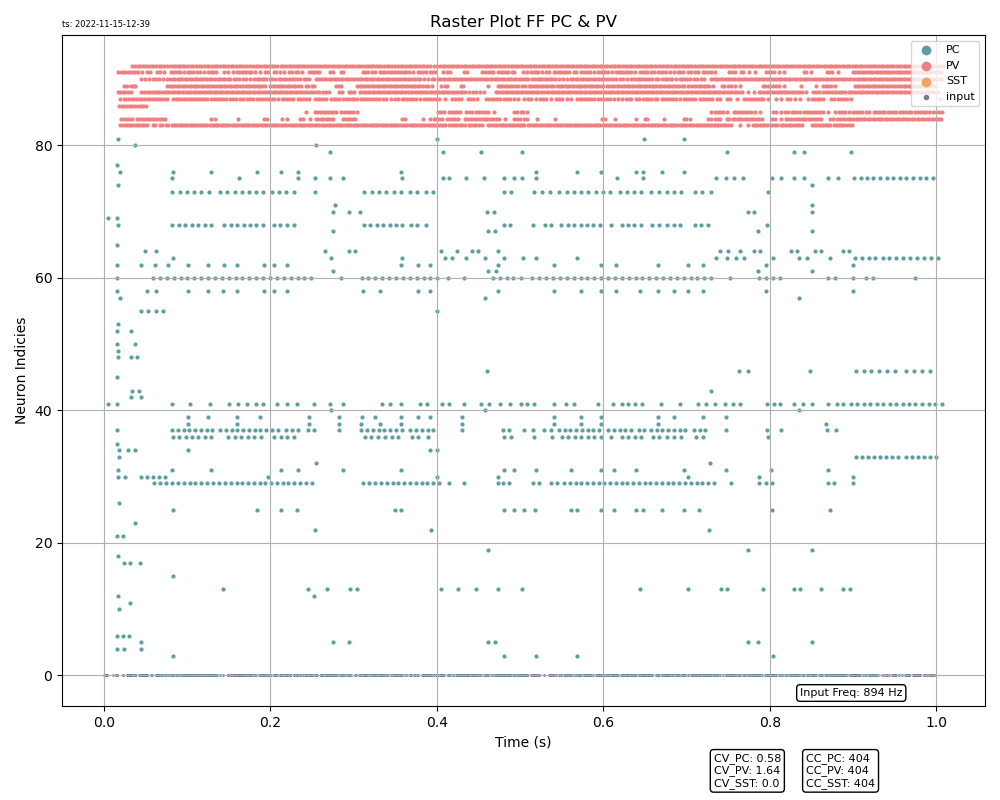 ts: 2022-11-15-12-39
Raster Plot FF PC & PV
PC
PV
SST
input
80
60
40
20
0
Neuron Indicies
0.0 0.2 0.4 0.6 0.8 1.0
Time (s)
Input Freq: 894 Hz
CV_PC: 0.58
CV_PV: 1.64
CV_SST: 0.0
CC_PC: 404
CC_PV: 404
CC_SST: 404